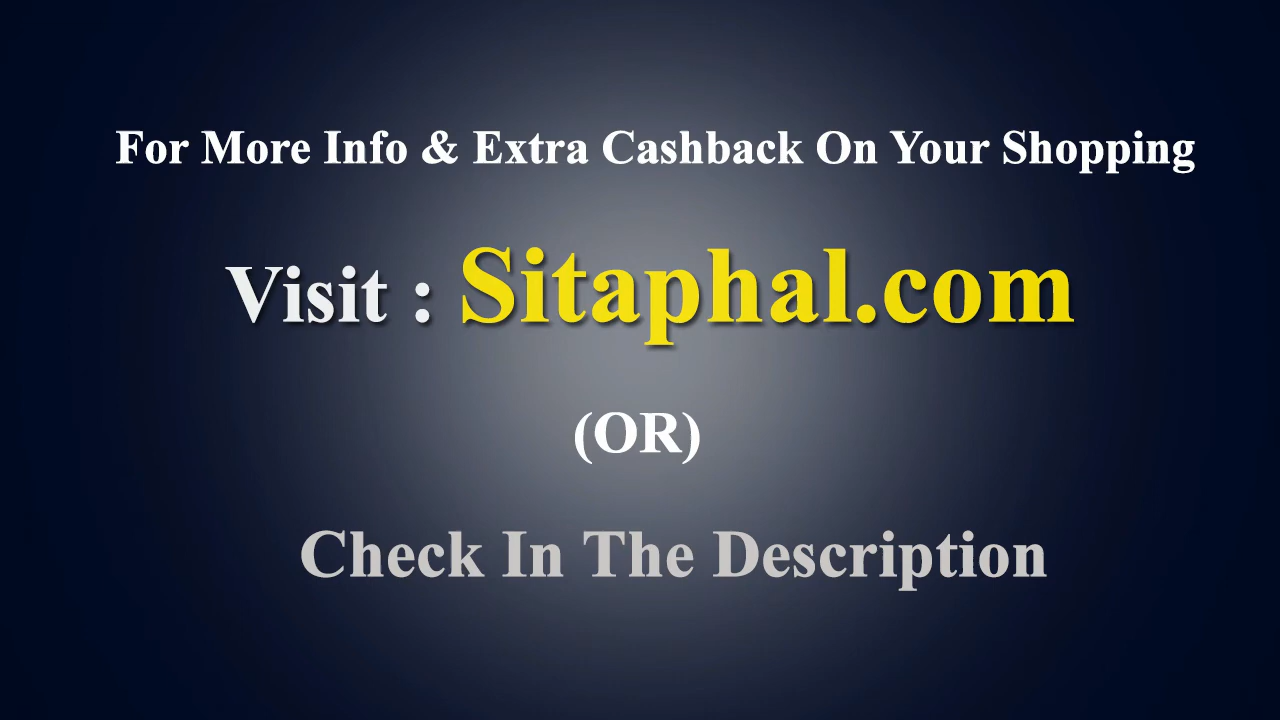 For More Info & Extra Cashback On Your Shopping
Visit : Sitaphal.com
(OR)
Check In The Description